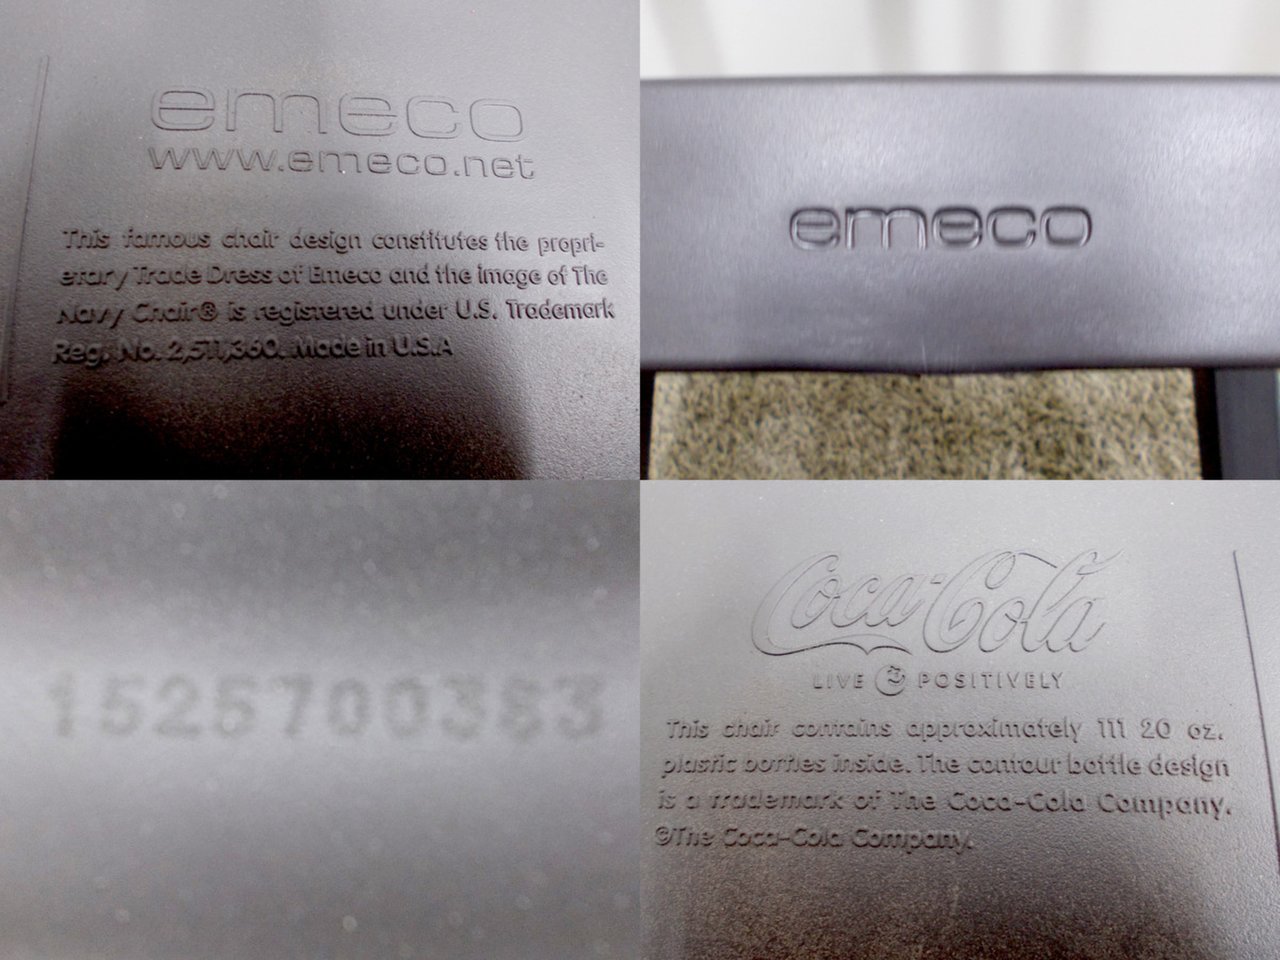 emeco
www.emeco.net
This famous chair design constitutes the propri-
etary Trade Dress of Emeco and the image of The
Navy Chair® is registered under U.S. Trademark
Reg. No. 2,511,360. Made in U.S.A
emeco
1525700383
Coca-Cola
LIVE POSITIVELY
This chair contains approximately 111 20 oz.
plastic bottles inside. The contour bottle design
is a trademark of The Coca-Cola Company.
©The Coca-Cola Company.